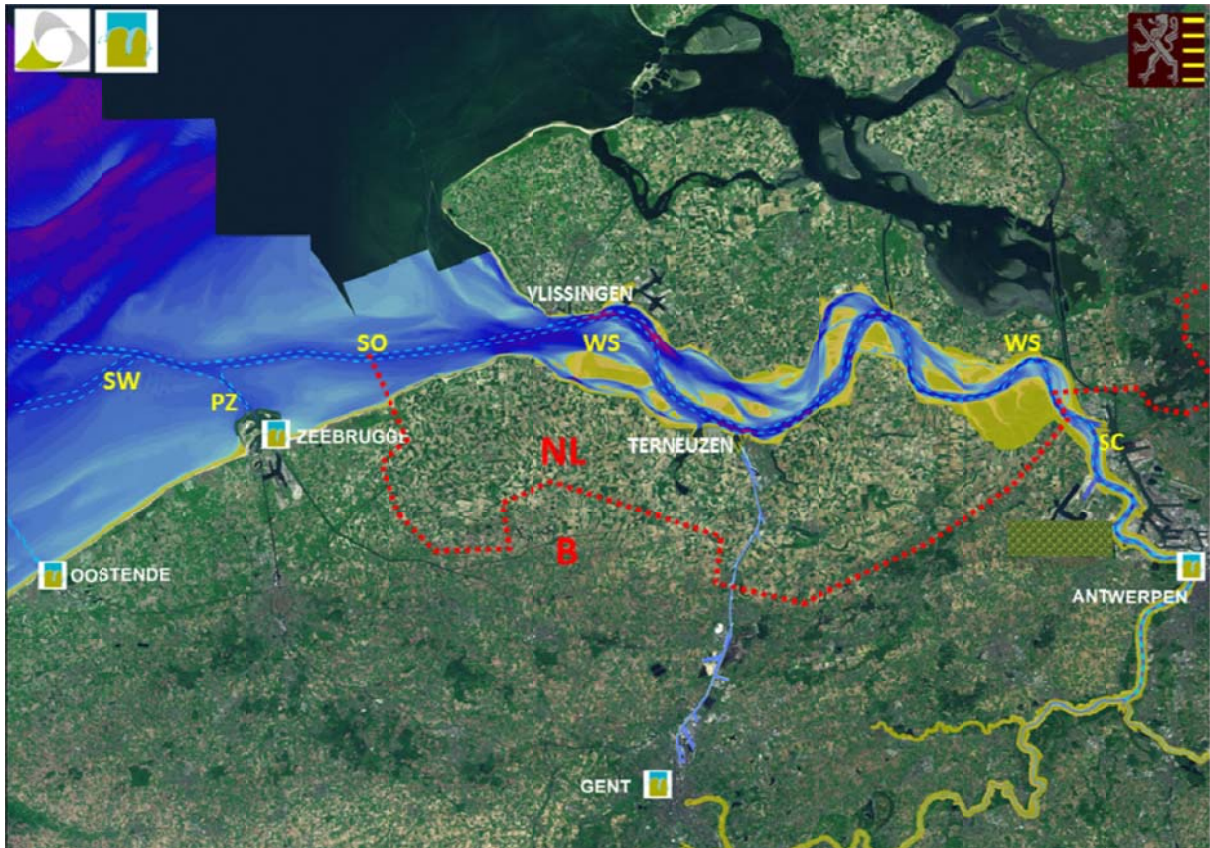 VLISSINGEN
SO
WS
WS
SW
PZ
ZEEBRUGGE
TERNEUZEN
SC
NL
B
OOSTENDE
ANTWERPEN
GENT